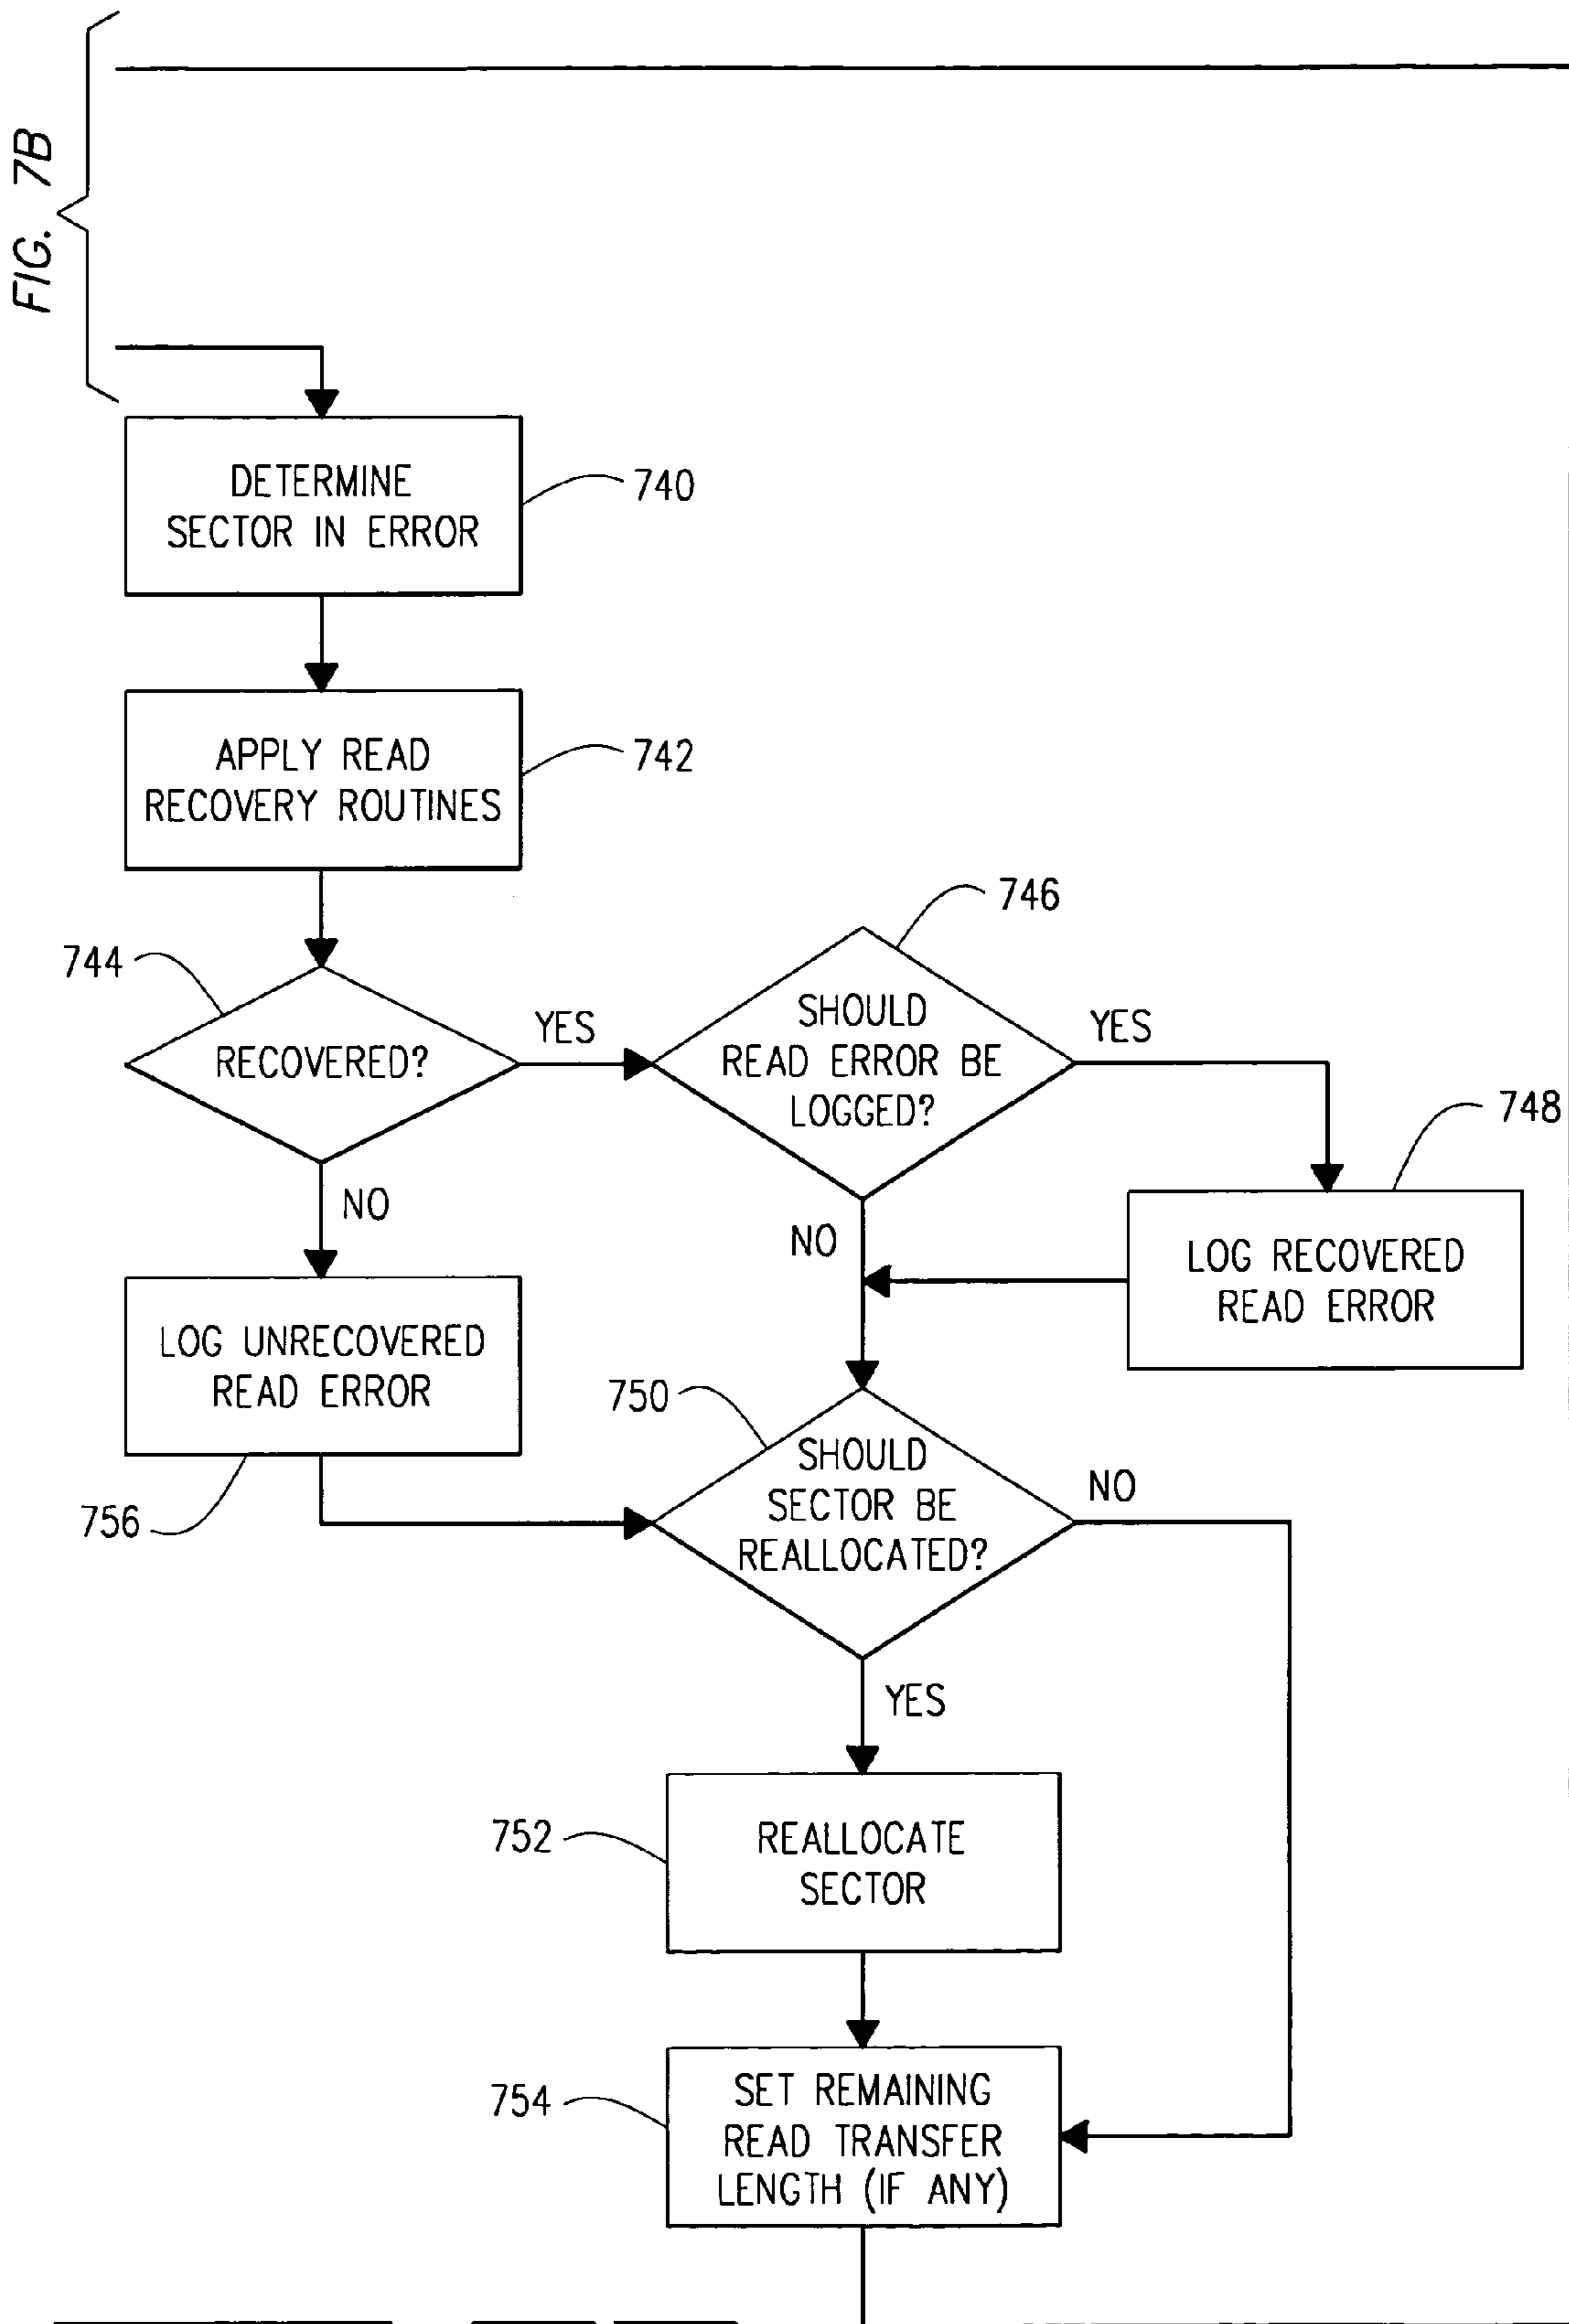 FIG. 7B
DETERMINE
SECTOR IN ERROR
740
APPLY READ
RECOVERY ROUTINES
742
744
RECOVERED?
YES
NO
746
SHOULD
READ ERROR BE
LOGGED?
YES
NO
748
LOG RECOVERED
READ ERROR
LOG UNRECOVERED
READ ERROR
756
750
SHOULD
SECTOR BE
REALLOCATED?
NO
YES
752
REALLOCATE
SECTOR
754
SET REMAINING
READ TRANSFER
LENGTH (IF ANY)